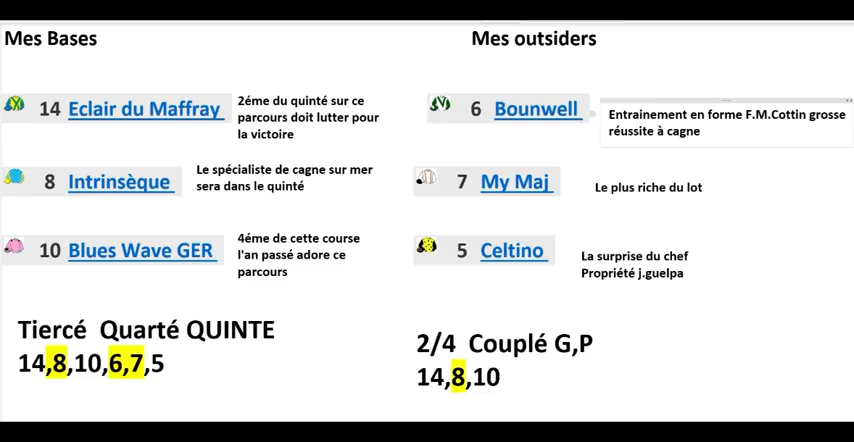 Mes Bases
Mes outsiders
14 Eclair du Maffray
2éme du quinté sur ce
parcours doit lutter pour
la victoire
6 Bounwell
Entrainement en forme F.M.Cottin grosse
réussite à cagne
8 Intrinsèque
Le spécialiste de cagne sur mer
sera dans le quinté
7 My Maj
Le plus riche du lot
10 Blues Wave GER
4éme de cette course
l'an passé adore ce
parcours
5 Celtino
La surprise du chef
Propriété j.guelpa
Tiercé Quarté QUINTE
14,8,10,6,7,5
2/4 Couplé G,P
14,8,10